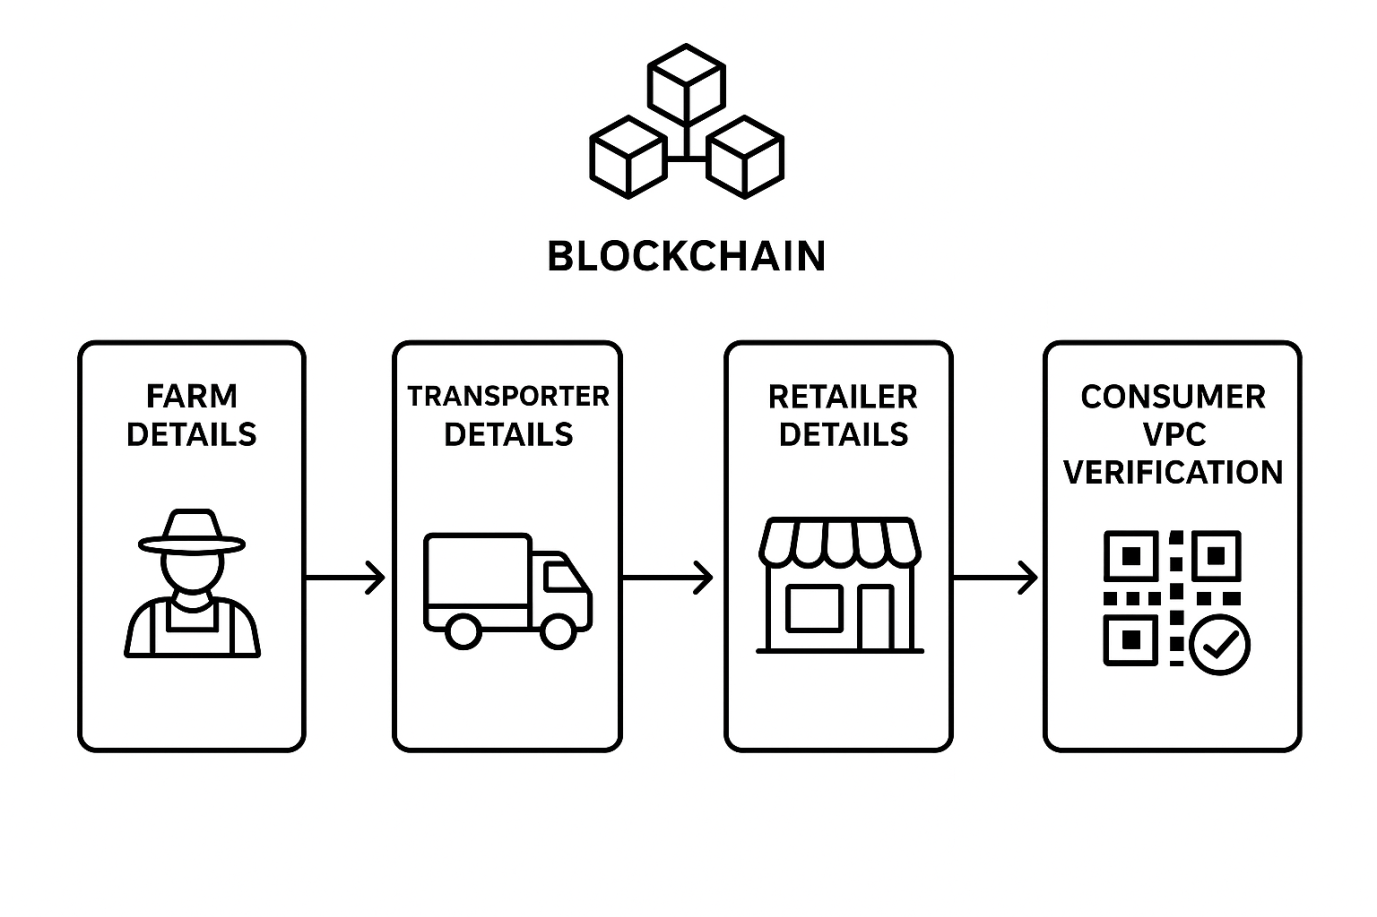 BLOCKCHAIN
FARM
DETAILS
TRANSPORTER
DETAILS
RETAILER
DETAILS
CONSUMER
VPC
VERIFICATION